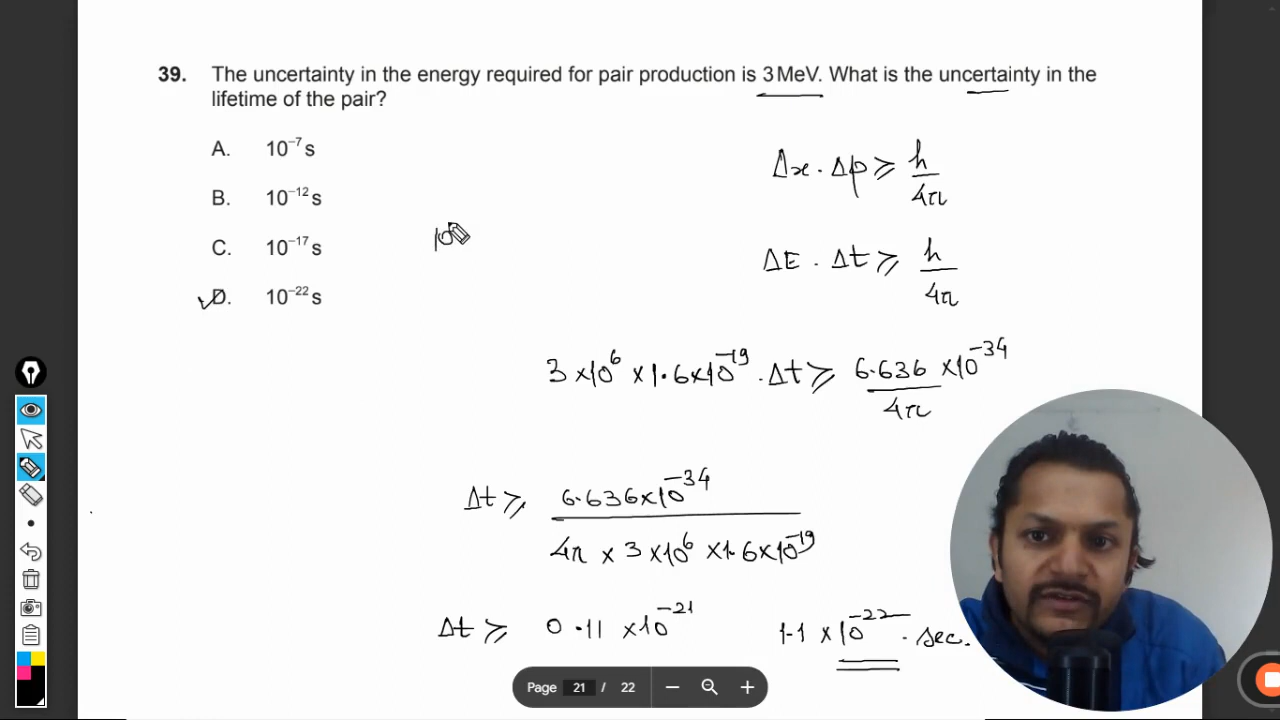 39. The uncertainty in the energy required for pair production is 3 MeV. What is the uncertainty in the
lifetime of the pair?
A. 10⁻⁷ s
B. 10⁻¹² s
C. 10⁻¹⁷ s
D. 10⁻²² s
10
Δx · Δp ≥ h/4π
ΔE · Δt ≥ h/4π
3 × 10⁶ × 1.6 × 10⁻¹⁹ · Δt ≥ 6.636 × 10⁻³⁴ / 4π
Δt ≥ 6.636 × 10⁻³⁴ / 4π × 3 × 10⁶ × 1.6 × 10⁻¹⁹
Δt ≥ 0.11 × 10⁻²¹ 1.1 × 10⁻²² · sec.
Page 21 / 22